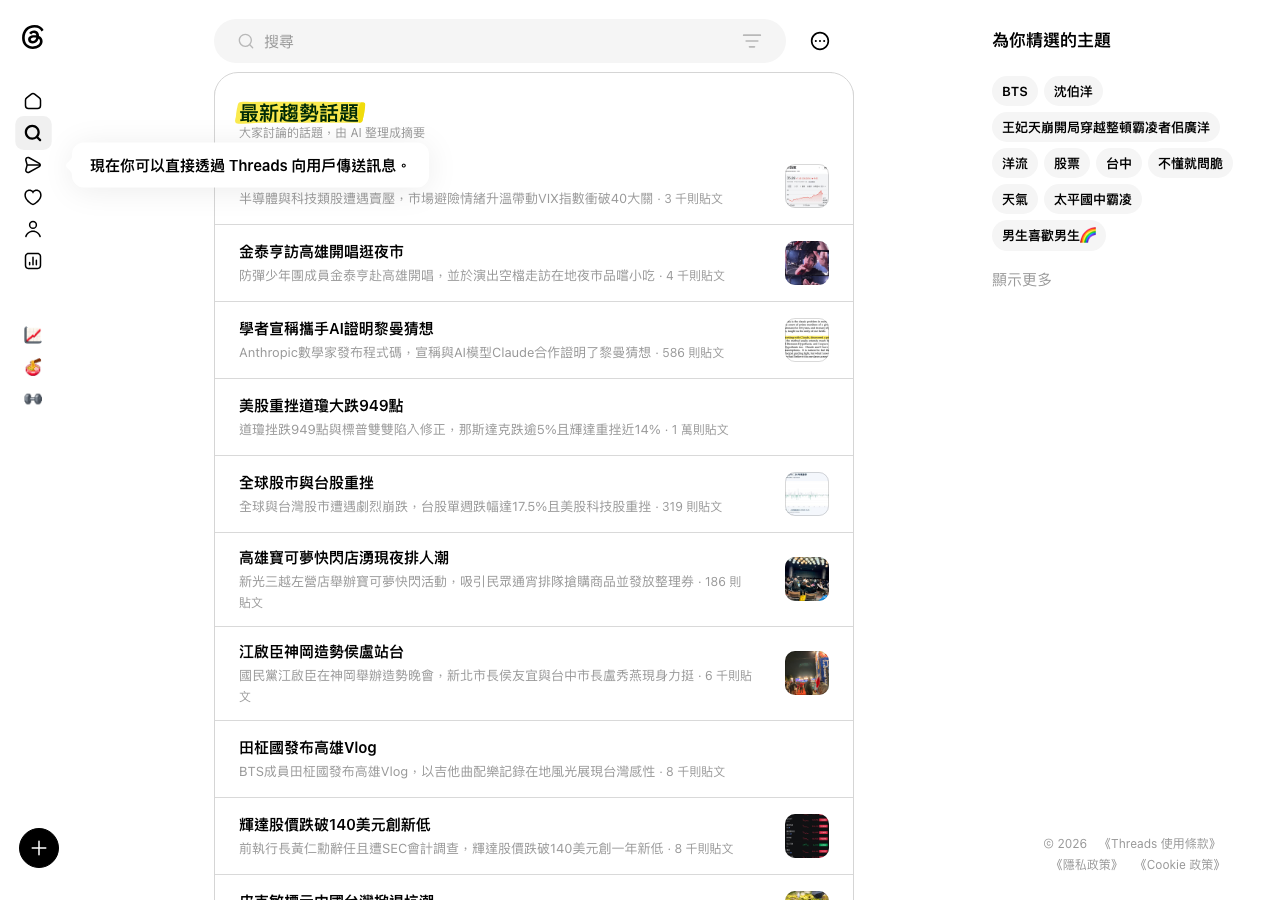 搜尋
最新趨勢話題
大家討論的話題，由 AI 整理成摘要
現在你可以直接透過 Threads 向用戶傳送訊息。
半導體與科技類股遭遇賣壓，市場避險情緒升溫帶動VIX指數衝破40大關 · 3 千則貼文
金泰亨訪高雄開唱逛夜市
防彈少年團成員金泰亨赴高雄開唱，並於演出空檔走訪在地夜市品嚐小吃 · 4 千則貼文
學者宣稱攜手AI證明黎曼猜想
Anthropic數學家發布程式碼，宣稱與AI模型Claude合作證明了黎曼猜想 · 586 則貼文
美股重挫道瓊大跌949點
道瓊挫跌949點與標普雙雙陷入修正，那斯達克跌逾5%且輝達重挫近14% · 1 萬則貼文
全球股市與台股重挫
全球與台灣股市遭遇劇烈崩跌，台股單週跌幅達17.5%且美股科技股重挫 · 319 則貼文
高雄寶可夢快閃店湧現夜排人潮
新光三越左營店舉辦寶可夢快閃活動，吸引民眾通宵排隊搶購商品並發放整理券 · 186 則
貼文
江啟臣神岡造勢侯盧站台
國民黨江啟臣在神岡舉辦造勢晚會，新北市長侯友宜與台中市長盧秀燕現身力挺 · 6 千則貼
文
田柾國發布高雄Vlog
BTS成員田柾國發布高雄Vlog，以吉他曲配樂記錄在地風光展現台灣感性 · 8 千則貼文
輝達股價跌破140美元創新低
前執行長黃仁勳辭任且遭SEC會計調查，輝達股價跌破140美元創一年新低 · 8 千則貼文
為你精選的主題
BTS 沈伯洋
王妃天崩開局穿越整頓霸凌者佀廣洋
洋流 股票 台中 不懂就問脆
天氣 太平國中霸凌
男生喜歡男生🌈
顯示更多
© 2026 《Threads 使用條款》
《隱私政策》 《Cookie 政策》